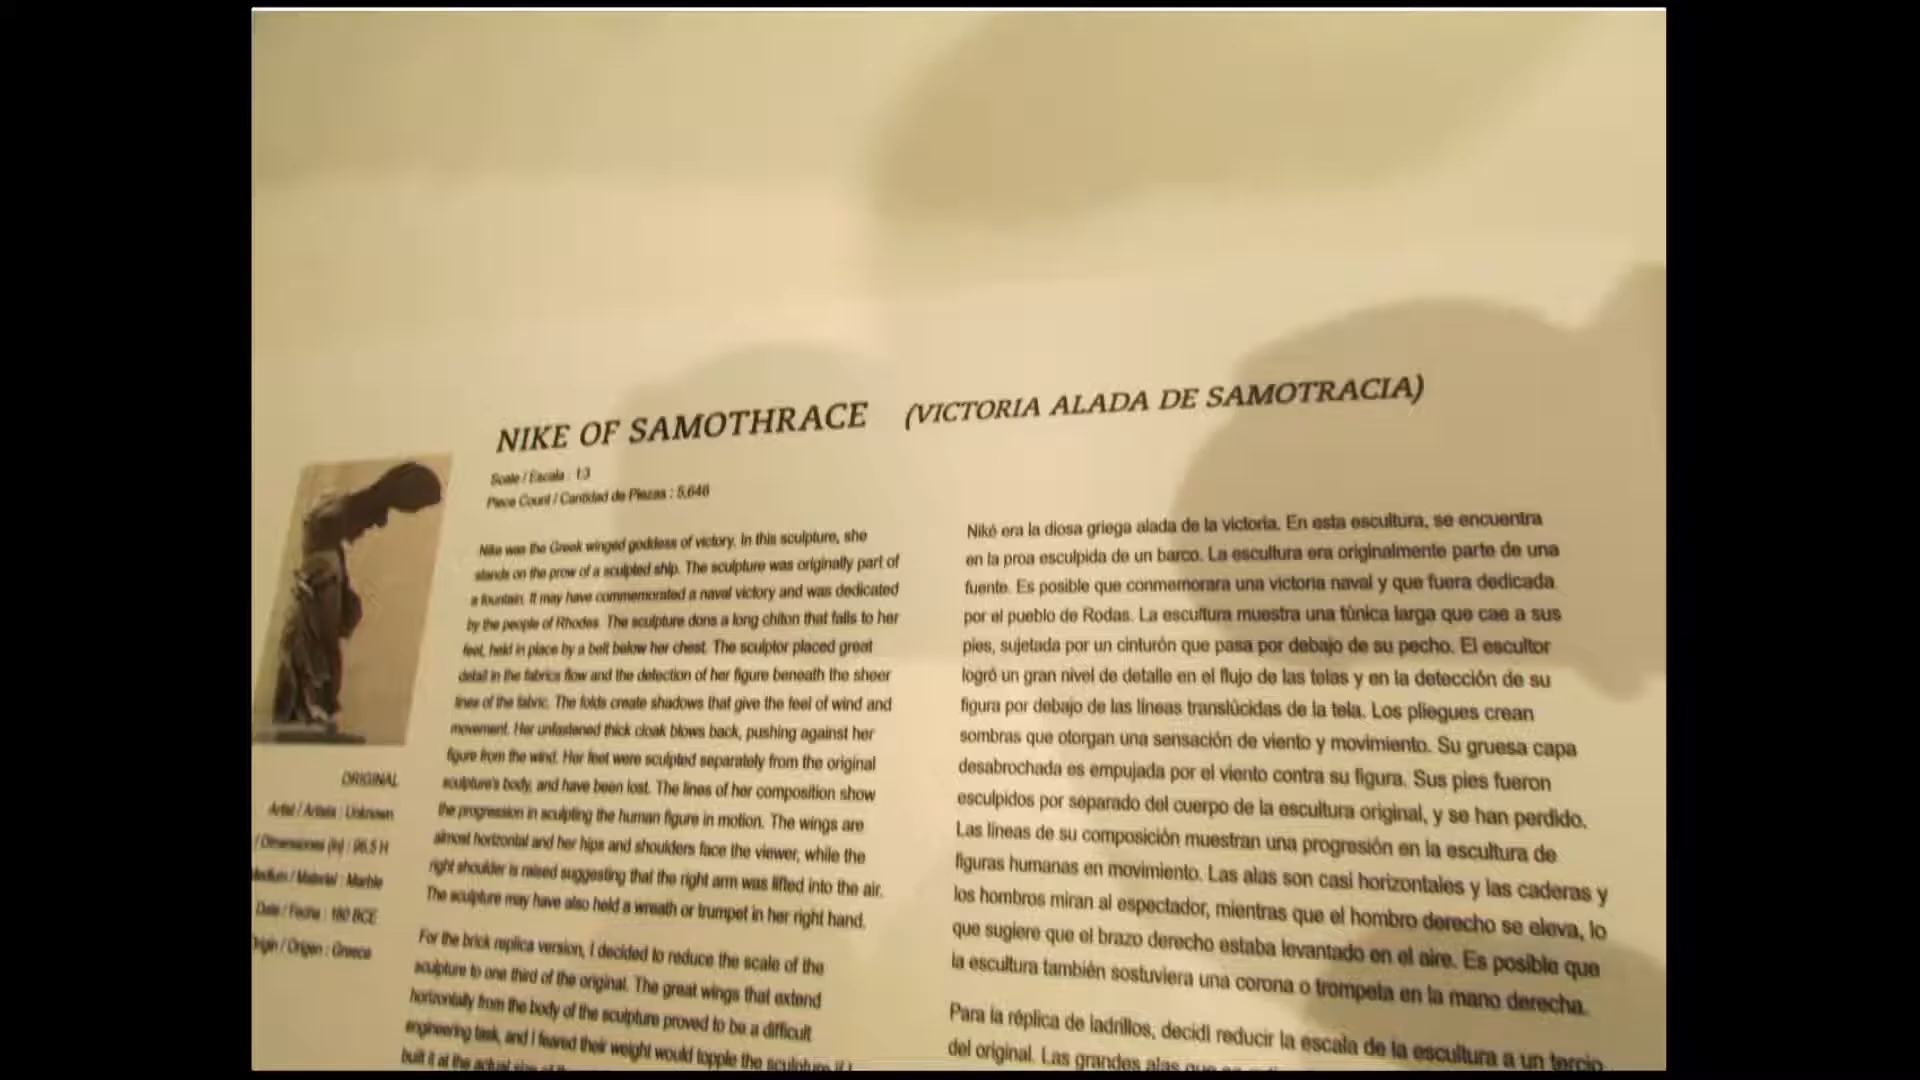 NIKE OF SAMOTHRACE (VICTORIA ALADA DE SAMOTRACIA)
Scale / Escala : 1:3
Piece Count / Cantidad de Piezas : 5,646
Nike was the Greek winged goddess of victory. In this sculpture, she
stands on the prow of a sculpted ship. The sculpture was originally part of
a fountain. It may have commemorated a naval victory and was dedicated
by the people of Rhodes. The sculpture dons a long chiton that falls to her
feet, held in place by a belt below her chest. The sculptor placed great
detail in the fabrics flow and the detection of her figure beneath the sheer
lines of the fabric. The folds create shadows that give the feel of wind and
movement. Her unfastened thick cloak blows back, pushing against her
figure from the wind. Her feet were sculpted separately from the original
sculpture's body, and have been lost. The lines of her composition show
the progression in sculpting the human figure in motion. The wings are
almost horizontal and her hips and shoulders face the viewer, while the
right shoulder is raised suggesting that the right arm was lifted into the air.
The sculpture may have also held a wreath or trumpet in her right hand.
For the brick replica version, I decided to reduce the scale of the
sculpture to one third of the original. The great wings that extend
horizontally from the body of the sculpture proved to be a difficult
engineering task, and I feared their weight would topple the sculpture if I
built it at the actual size of
Niké era la diosa griega alada de la victoria. En esta escultura, se encuentra
en la proa esculpida de un barco. La escultura era originalmente parte de una
fuente. Es posible que conmemorara una victoria naval y que fuera dedicada
por el pueblo de Rodas. La escultura muestra una túnica larga que cae a sus
pies, sujetada por un cinturón que pasa por debajo de su pecho. El escultor
logró un gran nivel de detalle en el flujo de las telas y en la detección de su
figura por debajo de las líneas translúcidas de la tela. Los pliegues crean
sombras que otorgan una sensación de viento y movimiento. Su gruesa capa
desabrochada es empujada por el viento contra su figura. Sus pies fueron
esculpidos por separado del cuerpo de la escultura original, y se han perdido.
Las líneas de su composición muestran una progresión en la escultura de
figuras humanas en movimiento. Las alas son casi horizontales y las caderas y
los hombros miran al espectador, mientras que el hombro derecho se eleva, lo
que sugiere que el brazo derecho estaba levantado en el aire. Es posible que
la escultura también sostuviera una corona o trompeta en la mano derecha.
Para la réplica de ladrillos, decidí reducir la escala de la escultura a un tercio
del original. Las grandes alas que
ORIGINAL
Artist / Artista : Unknown
/ Dimensiones (in) : 96.5 H
Medium / Material : Marble
Date / Fecha : 190 BCE
Origin / Origen : Greece